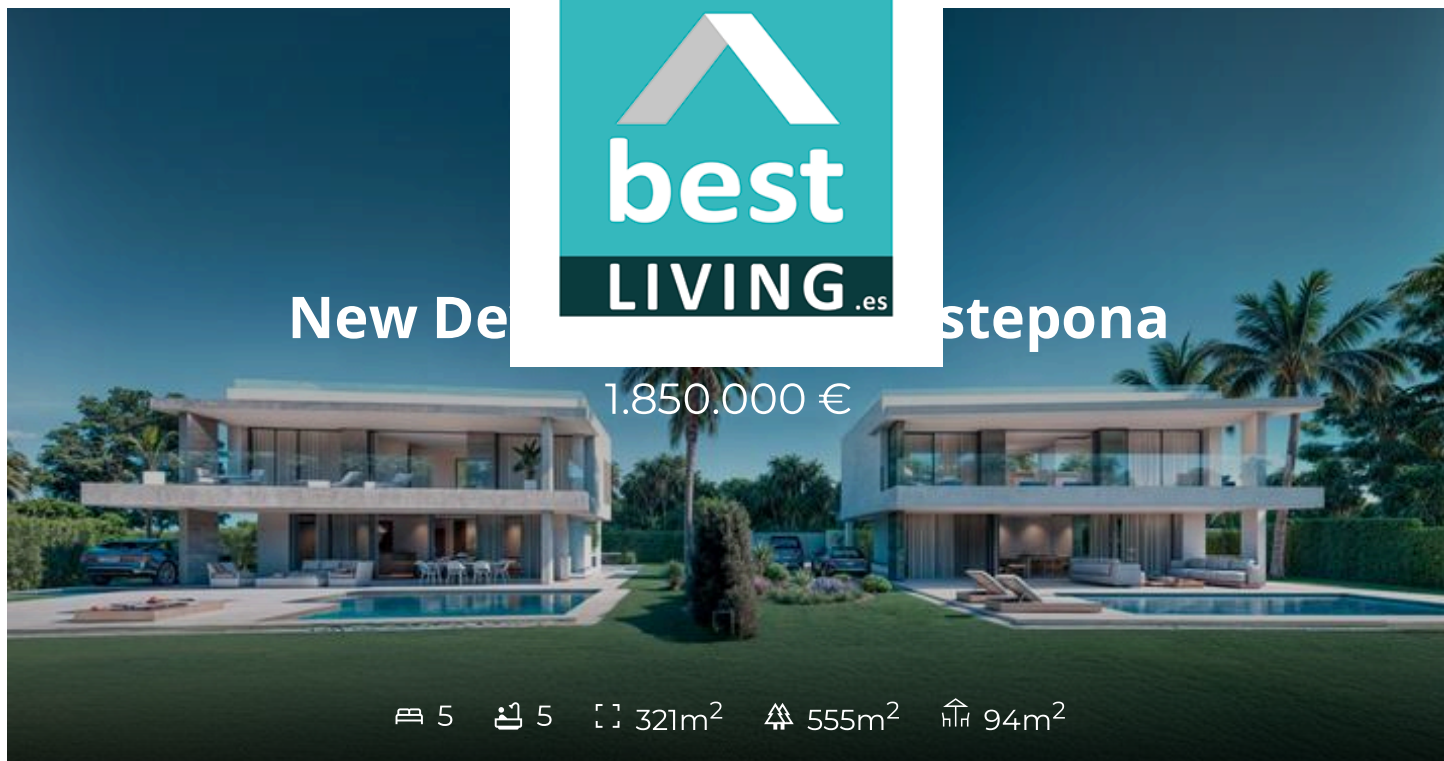 best
LIVING.es
New De stepona
1.850.000 €
5 5 321m² 555m² 94m²